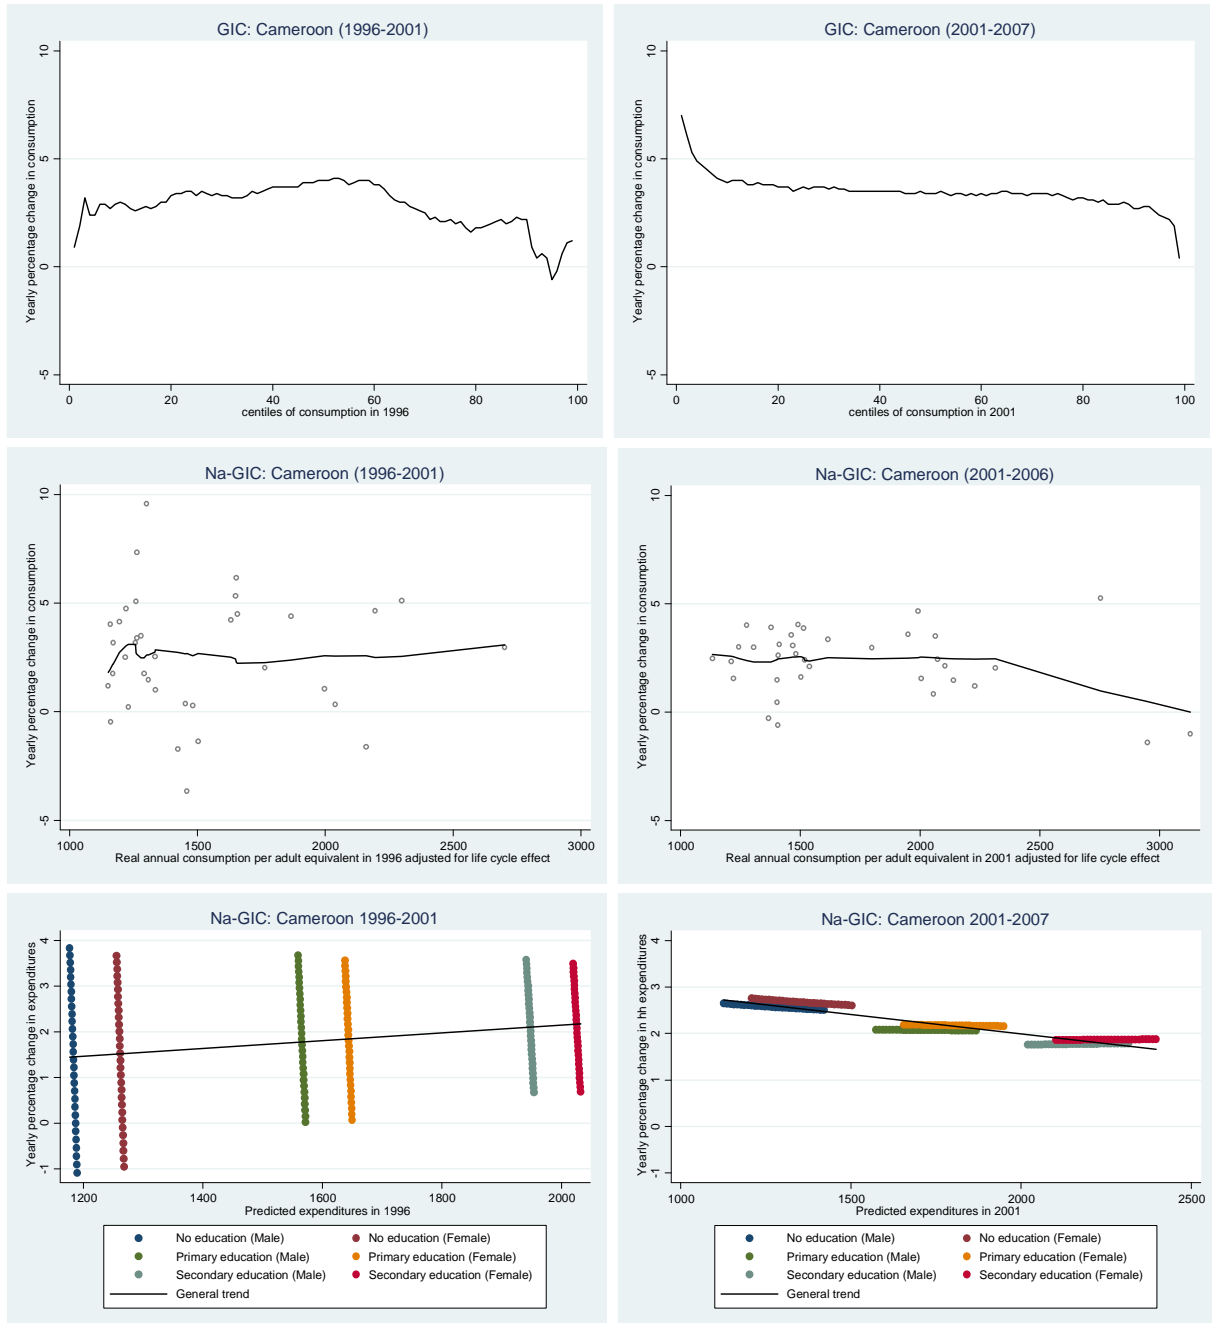 GIC: Cameroon (1996-2001)
Yearly percentage change in consumption
10
5
0
-5
0 20 40 60 80 100
centiles of consumption in 1996
GIC: Cameroon (2001-2007)
Yearly percentage change in consumption
10
5
0
-5
0 20 40 60 80 100
centiles of consumption in 2001
Na-GIC: Cameroon (1996-2001)
Yearly percentage change in consumption
10
5
0
-5
1000 1500 2000 2500 3000
Real annual consumption per adult equivalent in 1996 adjusted for life cycle effect
Na-GIC: Cameroon (2001-2006)
Yearly percentage change in consumption
10
5
0
-5
1000 1500 2000 2500 3000
Real annual consumption per adult equivalent in 2001 adjusted for life cycle effect
Na-GIC: Cameroon 1996-2001
Yearly percentage change in expenditures
4
3
2
1
0
-1
1200 1400 1600 1800 2000
Predicted expenditures in 1996
No education (Male) No education (Female)
Primary education (Male) Primary education (Female)
Secondary education (Male) Secondary education (Female)
General trend
Na-GIC: Cameroon 2001-2007
Yearly percentage change in hh expenditures
4
3
2
1
0
-1
1000 1500 2000 2500
Predicted expenditures in 2001
No education (Male) No education (Female)
Primary education (Male) Primary education (Female)
Secondary education (Male) Secondary education (Female)
General trend